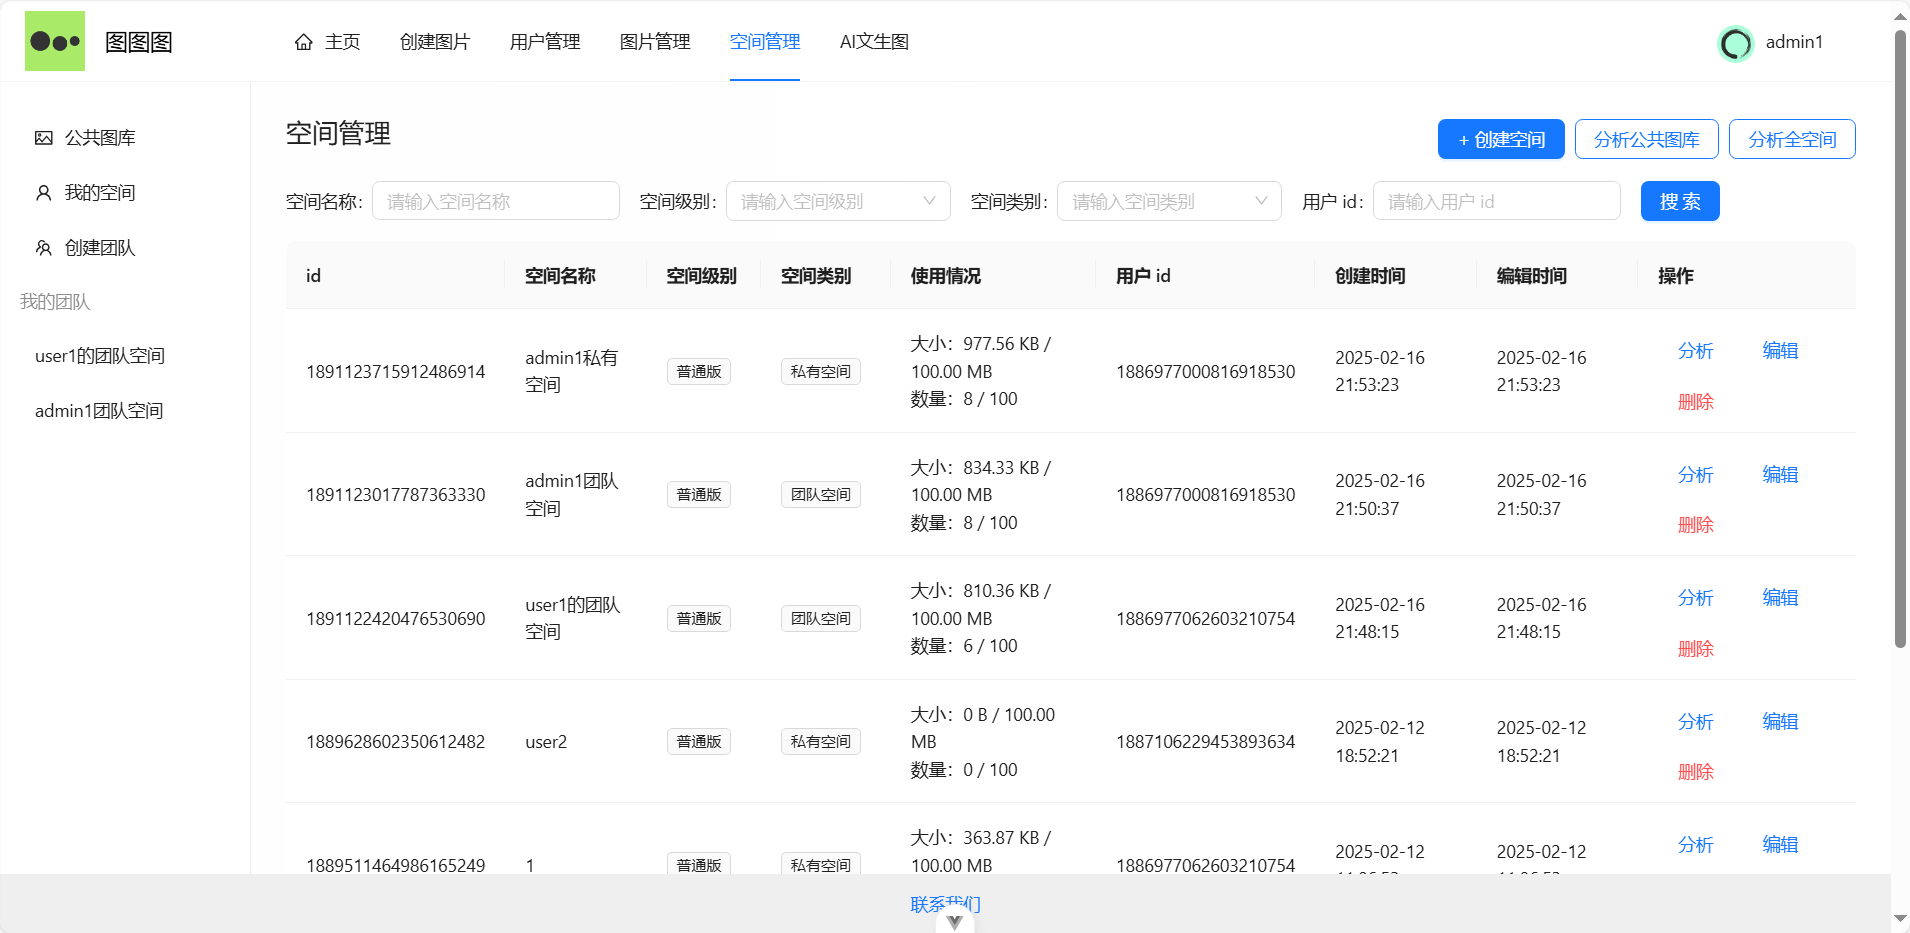 图图图
主页
创建图片
用户管理
图片管理
空间管理
AI文生图
admin1
公共图库
我的空间
创建团队
我的团队
user1的团队空间
admin1团队空间
空间管理
+ 创建空间
分析公共图库
分析全空间
空间名称: 请输入空间名称
空间级别: 请输入空间级别
空间类别: 请输入空间类别
用户 id: 请输入用户 id
搜 索
id 空间名称 空间级别 空间类别 使用情况 用户 id 创建时间 编辑时间 操作
1891123715912486914
admin1私有
空间
普通版
私有空间
大小：977.56 KB /
100.00 MB
数量：8 / 100
1886977000816918530
2025-02-16
21:53:23
2025-02-16
21:53:23
分析 编辑
删除
1891123017787363330
admin1团队
空间
普通版
团队空间
大小：834.33 KB /
100.00 MB
数量：8 / 100
1886977000816918530
2025-02-16
21:50:37
2025-02-16
21:50:37
分析 编辑
删除
1891122420476530690
user1的团队
空间
普通版
团队空间
大小：810.36 KB /
100.00 MB
数量：6 / 100
1886977062603210754
2025-02-16
21:48:15
2025-02-16
21:48:15
分析 编辑
删除
1889628602350612482
user2
普通版
私有空间
大小：0 B / 100.00
MB
数量：0 / 100
1887106229453893634
2025-02-12
18:52:21
2025-02-12
18:52:21
分析 编辑
删除
1889511464986165249
1
普通版
私有空间
大小：363.87 KB /
100.00 MB
1886977062603210754
2025-02-12
2025-02-12
分析 编辑
联系我们